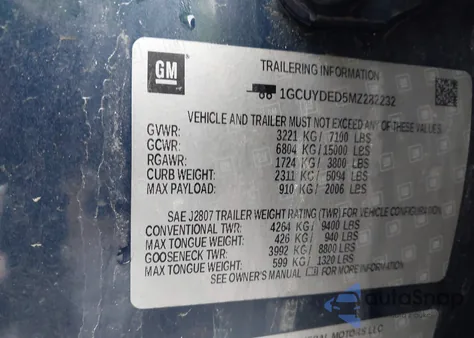 GM
TRAILERING INFORMATION
1GCUYDED5MZ282232
VEHICLE AND TRAILER MUST NOT EXCEED ANY OF THESE VALUES
GVWR: 3221 KG / 7100 LBS
GCWR: 6804 KG / 15000 LBS
RGAWR: 1724 KG / 3800 LBS
CURB WEIGHT: 2311 KG / 5094 LBS
MAX PAYLOAD: 910 KG / 2006 LBS
SAE J2807 TRAILER WEIGHT RATING (TWR) FOR VEHICLE CONFIGURATION
CONVENTIONAL TWR: 4264 KG / 9400 LBS
MAX TONGUE WEIGHT: 426 KG / 940 LBS
GOOSENECK TWR: 3992 KG / 8800 LBS
MAX TONGUE WEIGHT: 599 KG / 1320 LBS
SEE OWNER'S MANUAL FOR MORE INFORMATION
autoSnap
MOTORS LLC